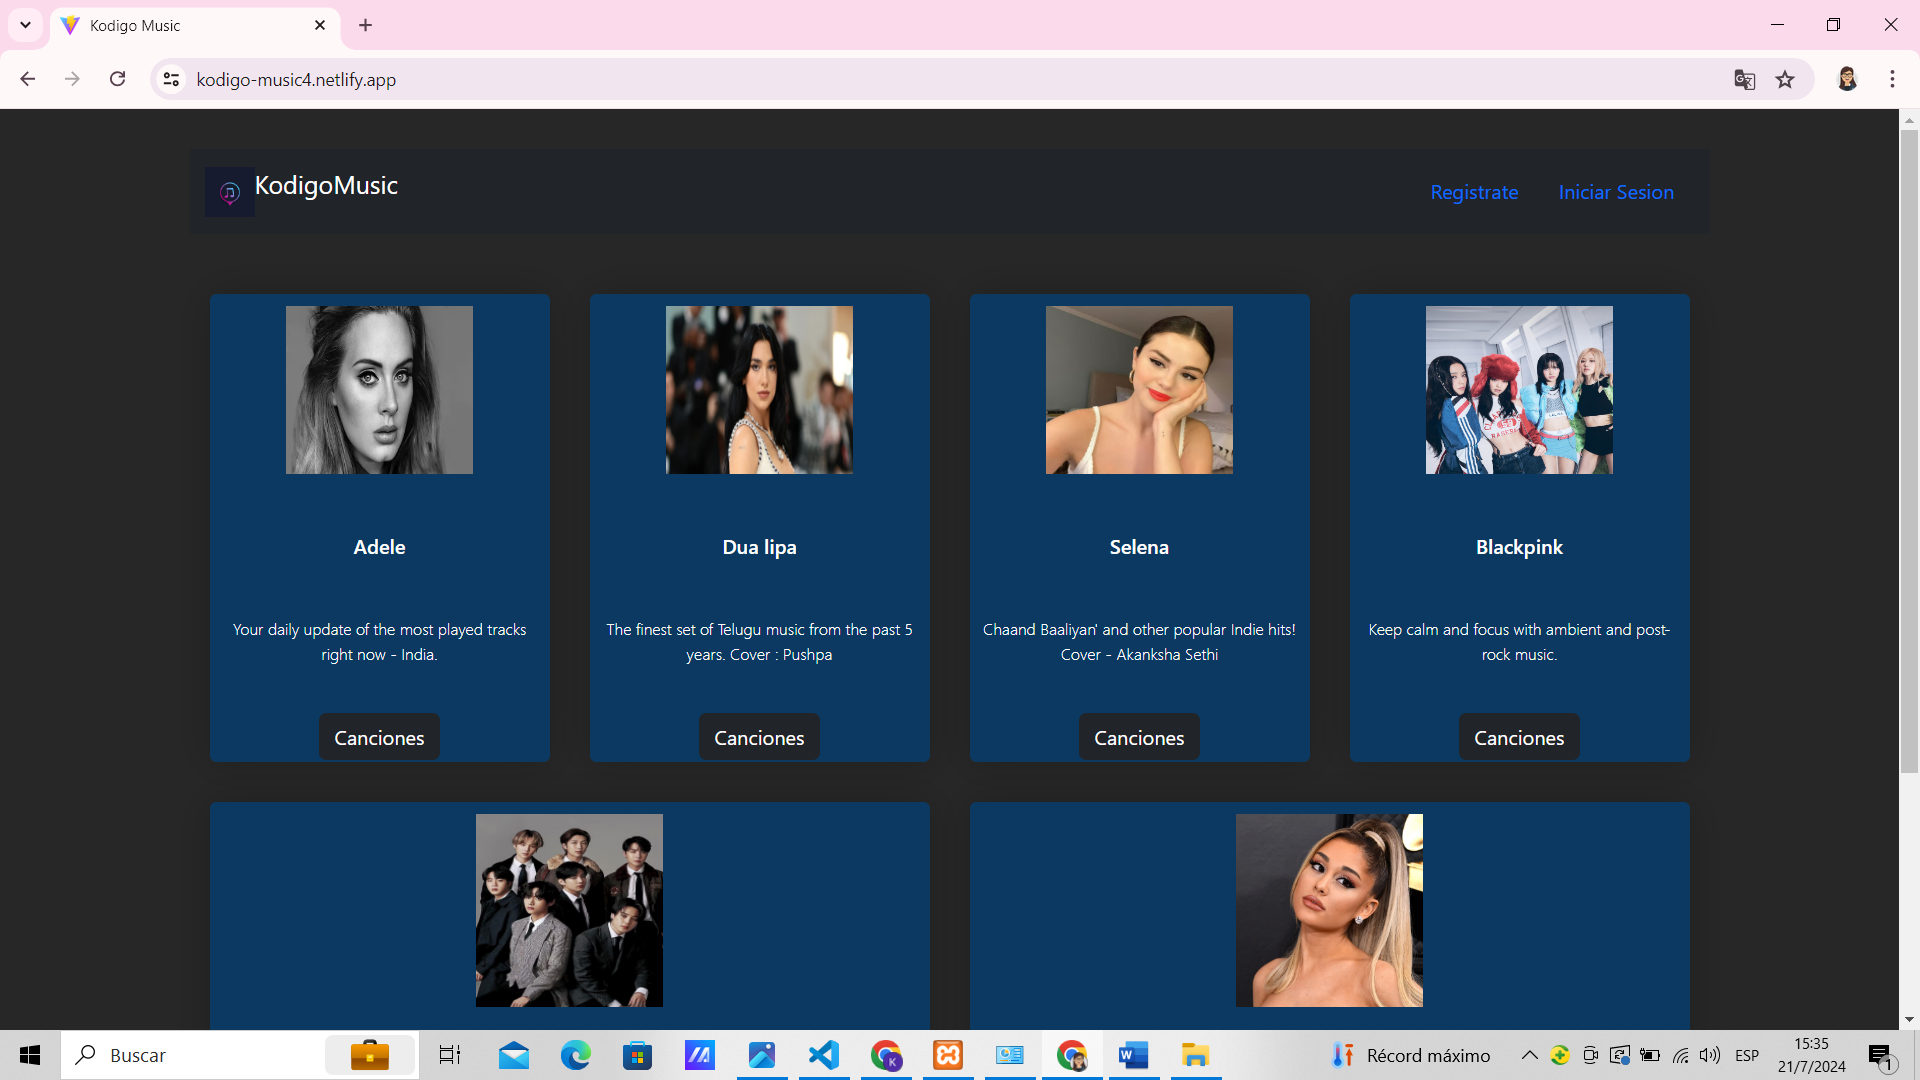 Kodigo Music
kodigo-music4.netlify.app
KodigoMusic
Registrate
Iniciar Sesion
Adele
Your daily update of the most played tracks
right now - India.
Canciones
Dua lipa
The finest set of Telugu music from the past 5
years. Cover : Pushpa
Canciones
Selena
Chaand Baaliyan' and other popular Indie hits!
Cover - Akanksha Sethi
Canciones
Blackpink
Keep calm and focus with ambient and post-
rock music.
Canciones
Buscar
Récord máximo
ESP
15:35
21/7/2024
1